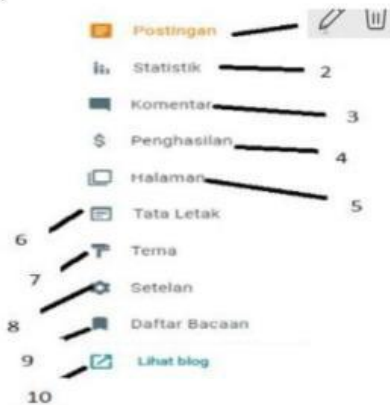 Postingan
Statistik
2
Komentar
3
Penghasilan
4
Halaman
5
Tata Letak
6
Tema
7
Setelan
8
Daftar Bacaan
9
Lihat blog
10